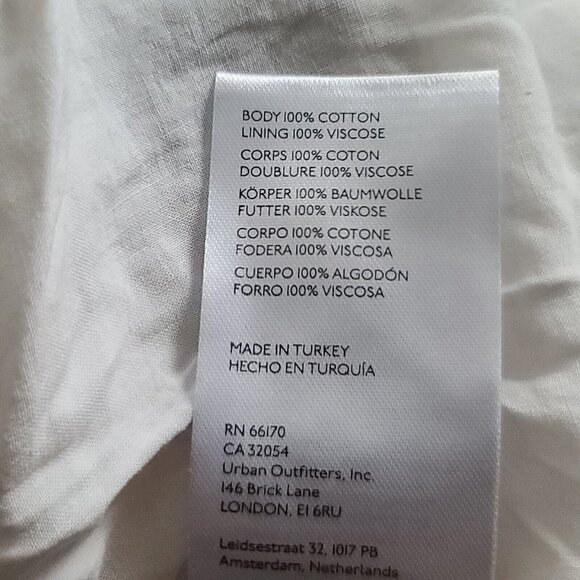 BODY 100% COTTON
LINING 100% VISCOSE
CORPS 100% COTON
DOUBLURE 100% VISCOSE
KÖRPER 100% BAUMWOLLE
FUTTER 100% VISKOSE
CORPO 100% COTONE
FODERA 100% VISCOSA
CUERPO 100% ALGODÓN
FORRO 100% VISCOSA
MADE IN TURKEY
HECHO EN TURQUÍA
RN 66170
CA 32054
Urban Outfitters, Inc.
146 Brick Lane
LONDON, E1 6RU
Leidsestraat 32, 1017 PB
Amsterdam, Netherlands